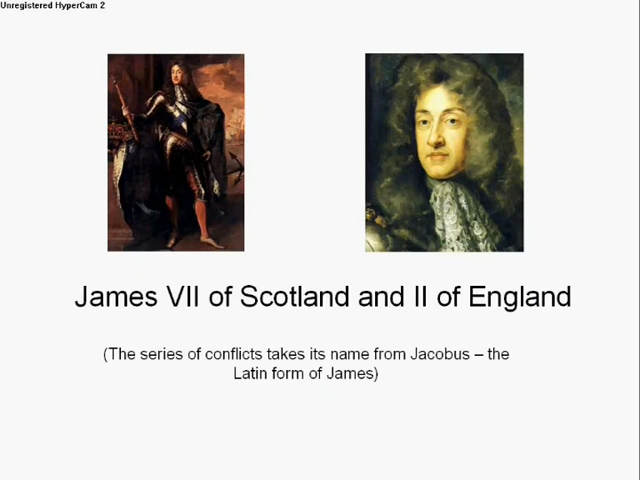 Unregistered HyperCam 2
James VII of Scotland and II of England
(The series of conflicts takes its name from Jacobus – the
Latin form of James)